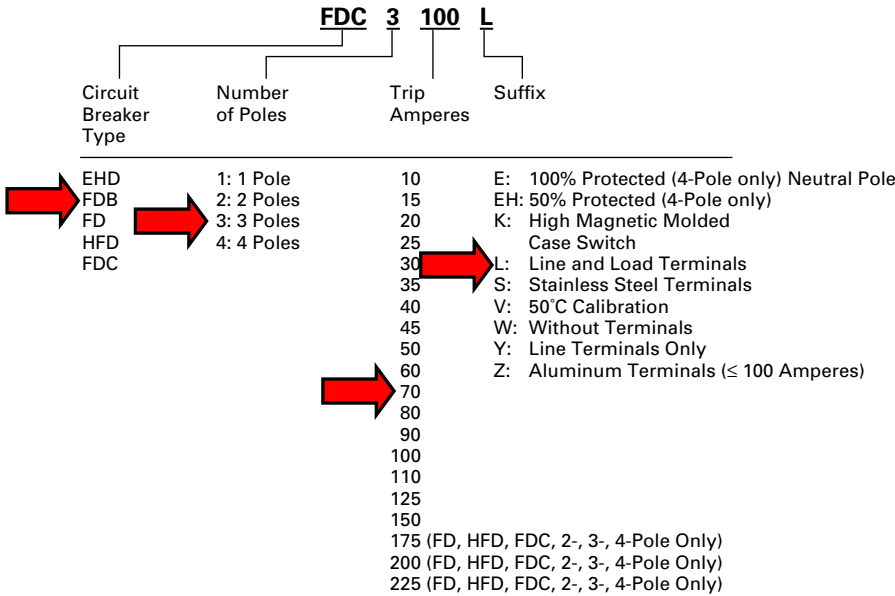 FDC 3 100 L
Circuit Breaker Type
Number of Poles
Trip Amperes
Suffix
EHD
FDB
FD
HFD
FDC
1: 1 Pole
2: 2 Poles
3: 3 Poles
4: 4 Poles
10
15
20
25
30
35
40
45
50
60
70
80
90
100
110
125
150
175 (FD, HFD, FDC, 2-, 3-, 4-Pole Only)
200 (FD, HFD, FDC, 2-, 3-, 4-Pole Only)
225 (FD, HFD, FDC, 2-, 3-, 4-Pole Only)
E: 100% Protected (4-Pole only) Neutral Pole
EH: 50% Protected (4-Pole only)
K: High Magnetic Molded
Case Switch
L: Line and Load Terminals
S: Stainless Steel Terminals
V: 50˚C Calibration
W: Without Terminals
Y: Line Terminals Only
Z: Aluminum Terminals (≤ 100 Amperes)